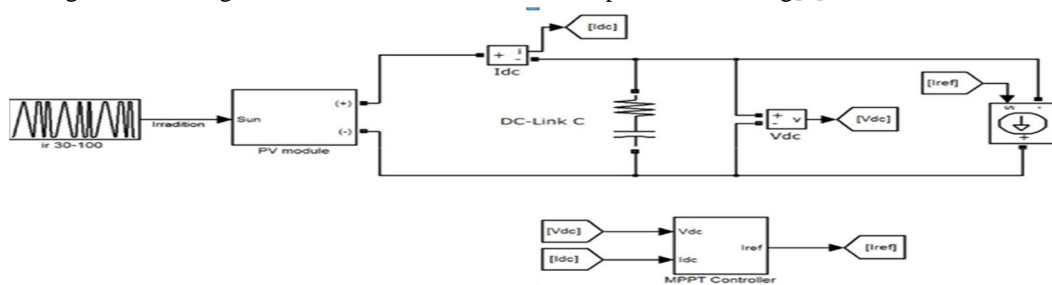 [Idc]
+ i
-
Idc
[Iref]
ir 30-100
Irradition
Sun
(+)
(-)
PV module
DC-Link C
+ v
-
Vdc
[Vdc]
s -
+
[Vdc]
[Idc]
Vdc
Idc
Iref
MPPT Controller
[Iref]